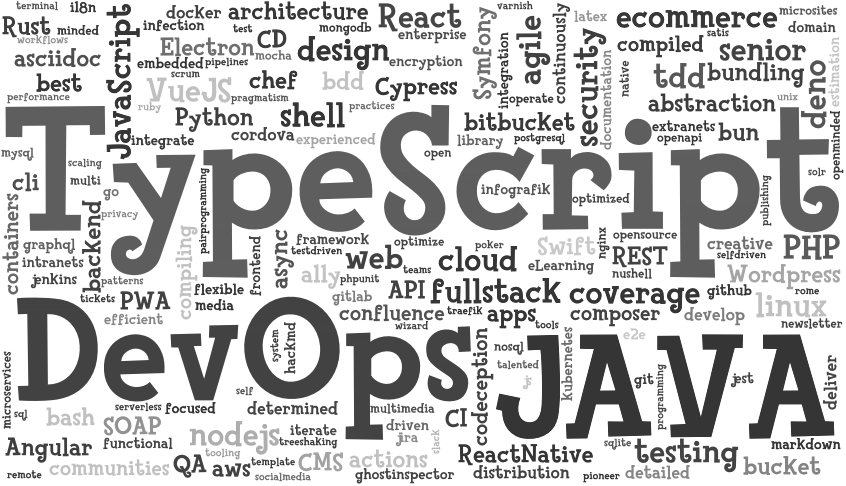 terminal
il8n
docker
architecture
React
varnish
continuously
latex
ecommerce
microsites
Rust
minded
infection
test
mongodb
enterprise
Symfony
agile
domain
workflows
JavaScript
Electron
CD
mocha
design
integration
security
compiled
satis
senior
asciidoc
embedded
pipelines
encryption
documentation
native
tdd
bundling
deno
estimation
best
scrum
VueJS
chef
bdd
Cypress
performance
ruby
pragmatism
practices
operate
abstraction
unix
openminded
Python
shell
bitbucket
extranets
bun
integrate
cordova
experienced
library
postgresql
openapi
TypeScript
mysql
scaling
open
solr
cli
multi
go
pairprogramming
infografik
optimized
publishing
containers
backend
privacy
graphql
compiling
frontend
async
framework
testdriven
optimize
poker
Swift
nginx
opensource
REST
creative
selfdriven
PHP
intranets
web
teams
cloud
eLearning
nushell
Wordpress
jenkins
patterns
flexible
ally
phpunit
API
fullstack
coverage
github
rome
tickets
PWA
media
gitlab
linux
efficient
confluence
traefik
apps
composer
develop
newsletter
wizard
DevOps
JAVA
system
hackmd
codeception
tools
nosql
talented
kubernetes
e2e
microservices
self
git
programming
jest
deliver
sql
bash
serverless
focused
determined
multimedia
CI
SOAP
driven
Angular
functional
nodejs
iterate
treeshaking
jira
slack
ReactNative
sqlite
testing
markdown
tooling
remote
communities
QA
aws
template
socialmedia
CMS
actions
ghostinspector
distribution
pioneer
detailed
bucket